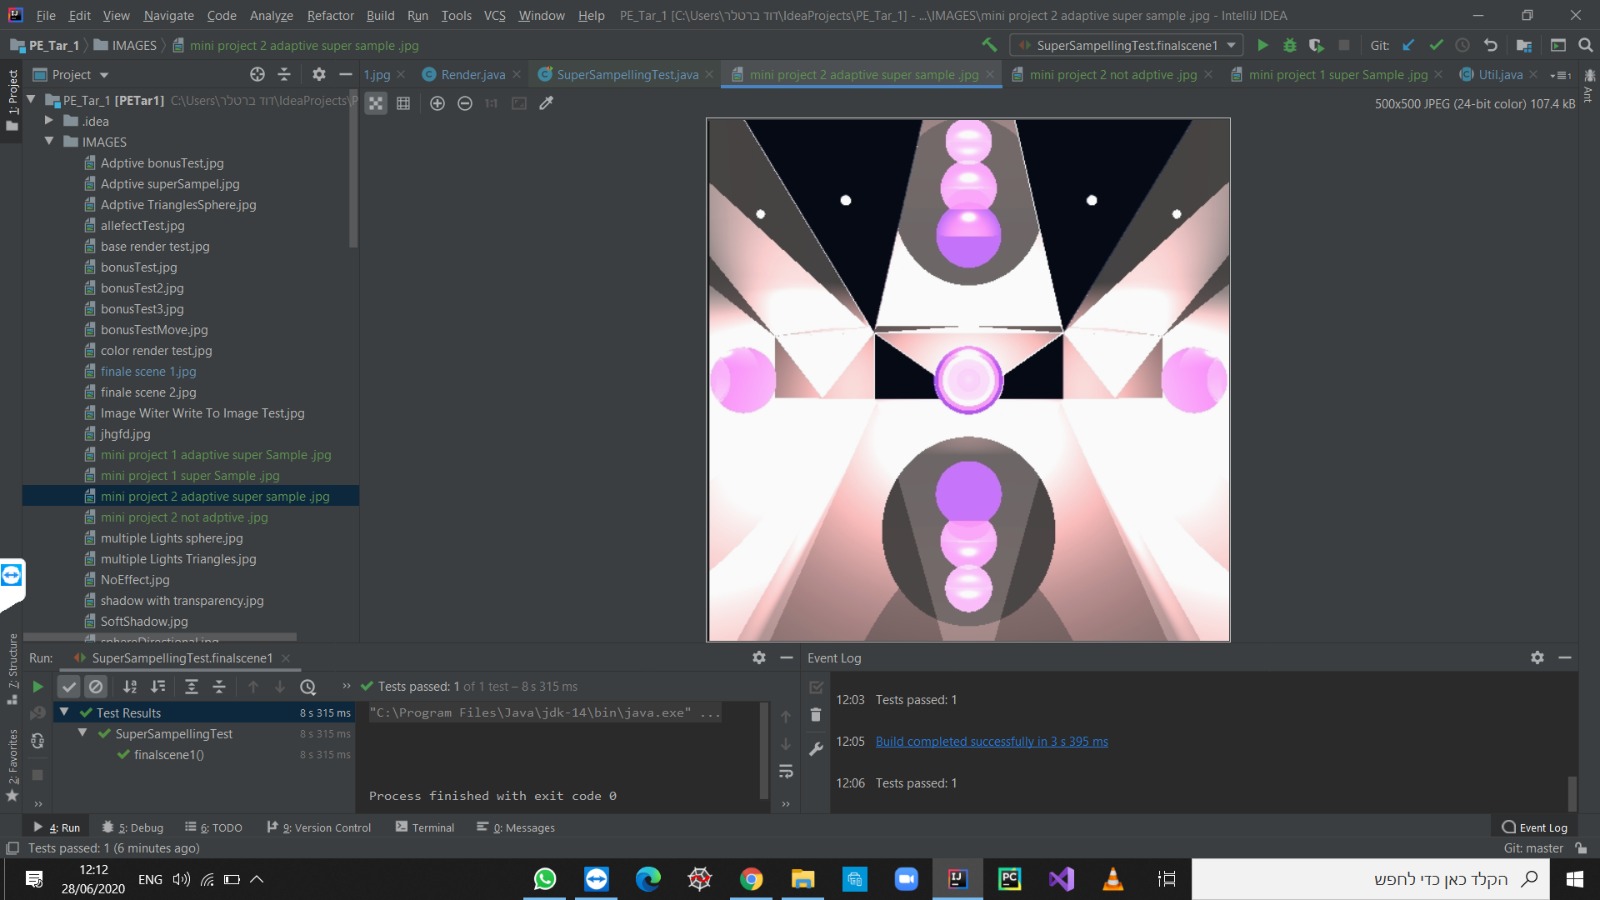 File Edit View Navigate Code Analyze Refactor Build Run Tools VCS Window Help PE_Tar_1 [C:\Users\דוד ברטלר\IdeaProjects\PE_Tar_1] - ...\IMAGES\mini project 2 adaptive super sample .jpg - IntelliJ IDEA
PE_Tar_1 IMAGES mini project 2 adaptive super sample .jpg SuperSampellingTest.finalscene1 Git:
Project 1.jpg Render.java SuperSampellingTest.java mini project 2 adaptive super sample .jpg mini project 2 not adptive .jpg mini project 1 super Sample .jpg Util.java
1: Project
Ant
PE_Tar_1 [PETar1] C:\Users\דוד ברטלר\IdeaProjects\P
1:1 500x500 JPEG (24-bit color) 107.4 kB
.idea
IMAGES
Adptive bonusTest.jpg
Adptive superSampel.jpg
Adptive TrianglesSphere.jpg
allefectTest.jpg
base render test.jpg
bonusTest.jpg
bonusTest2.jpg
bonusTest3.jpg
bonusTestMove.jpg
color render test.jpg
finale scene 1.jpg
finale scene 2.jpg
Image Witer Write To Image Test.jpg
jhgfd.jpg
mini project 1 adaptive super Sample .jpg
mini project 1 super Sample .jpg
mini project 2 adaptive super sample .jpg
mini project 2 not adptive .jpg
multiple Lights sphere.jpg
multiple Lights Triangles.jpg
NoEffect.jpg
shadow with transparency.jpg
SoftShadow.jpg
sphereDirectional.jpg
7: Structure
2: Favorites
Run: SuperSampellingTest.finalscene1
Event Log
Tests passed: 1 of 1 test – 8 s 315 ms
Test Results 8 s 315 ms
SuperSampellingTest 8 s 315 ms
finalscene1() 8 s 315 ms
"C:\Program Files\Java\jdk-14\bin\java.exe" ...
Process finished with exit code 0
12:03 Tests passed: 1
12:05 Build completed successfully in 3 s 395 ms
12:06 Tests passed: 1
4: Run 5: Debug 6: TODO 9: Version Control Terminal 0: Messages Event Log
Tests passed: 1 (6 minutes ago) Git: master
12:12
28/06/2020
ENG
הקלד כאן כדי לחפש